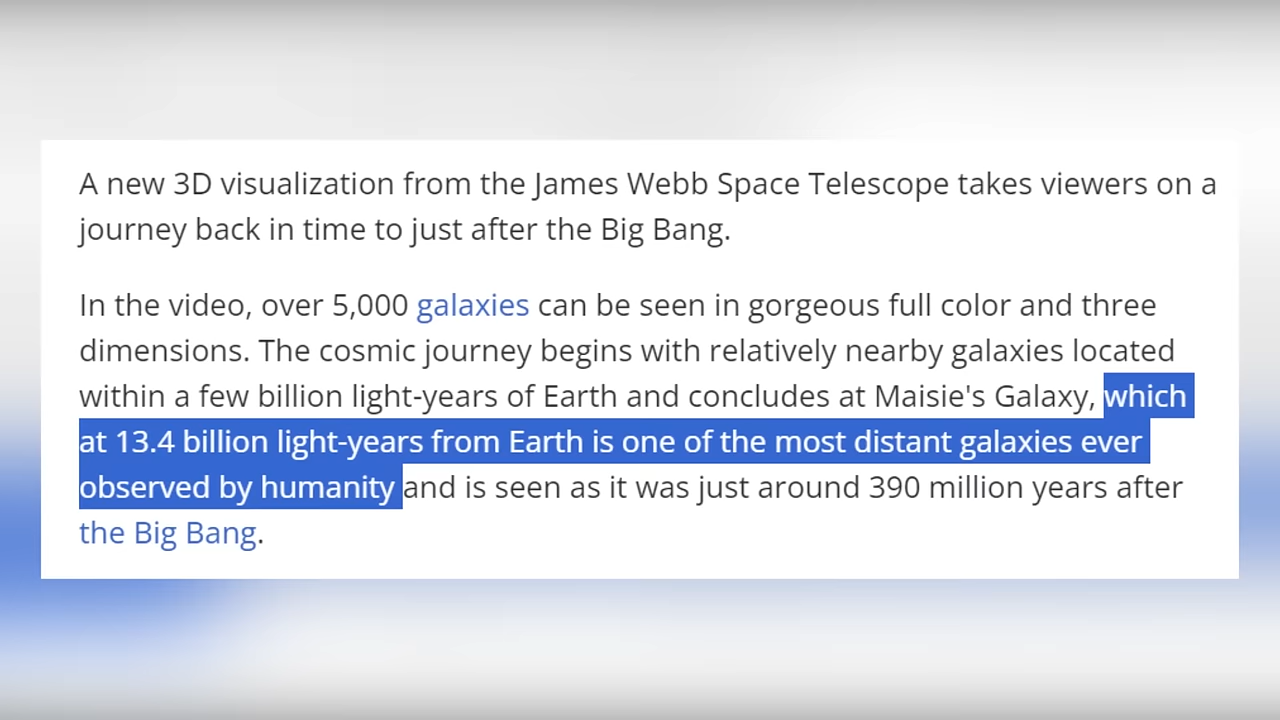 A new 3D visualization from the James Webb Space Telescope takes viewers on a
journey back in time to just after the Big Bang.
In the video, over 5,000 galaxies can be seen in gorgeous full color and three
dimensions. The cosmic journey begins with relatively nearby galaxies located
within a few billion light-years of Earth and concludes at Maisie's Galaxy, which
at 13.4 billion light-years from Earth is one of the most distant galaxies ever
observed by humanity and is seen as it was just around 390 million years after
the Big Bang.